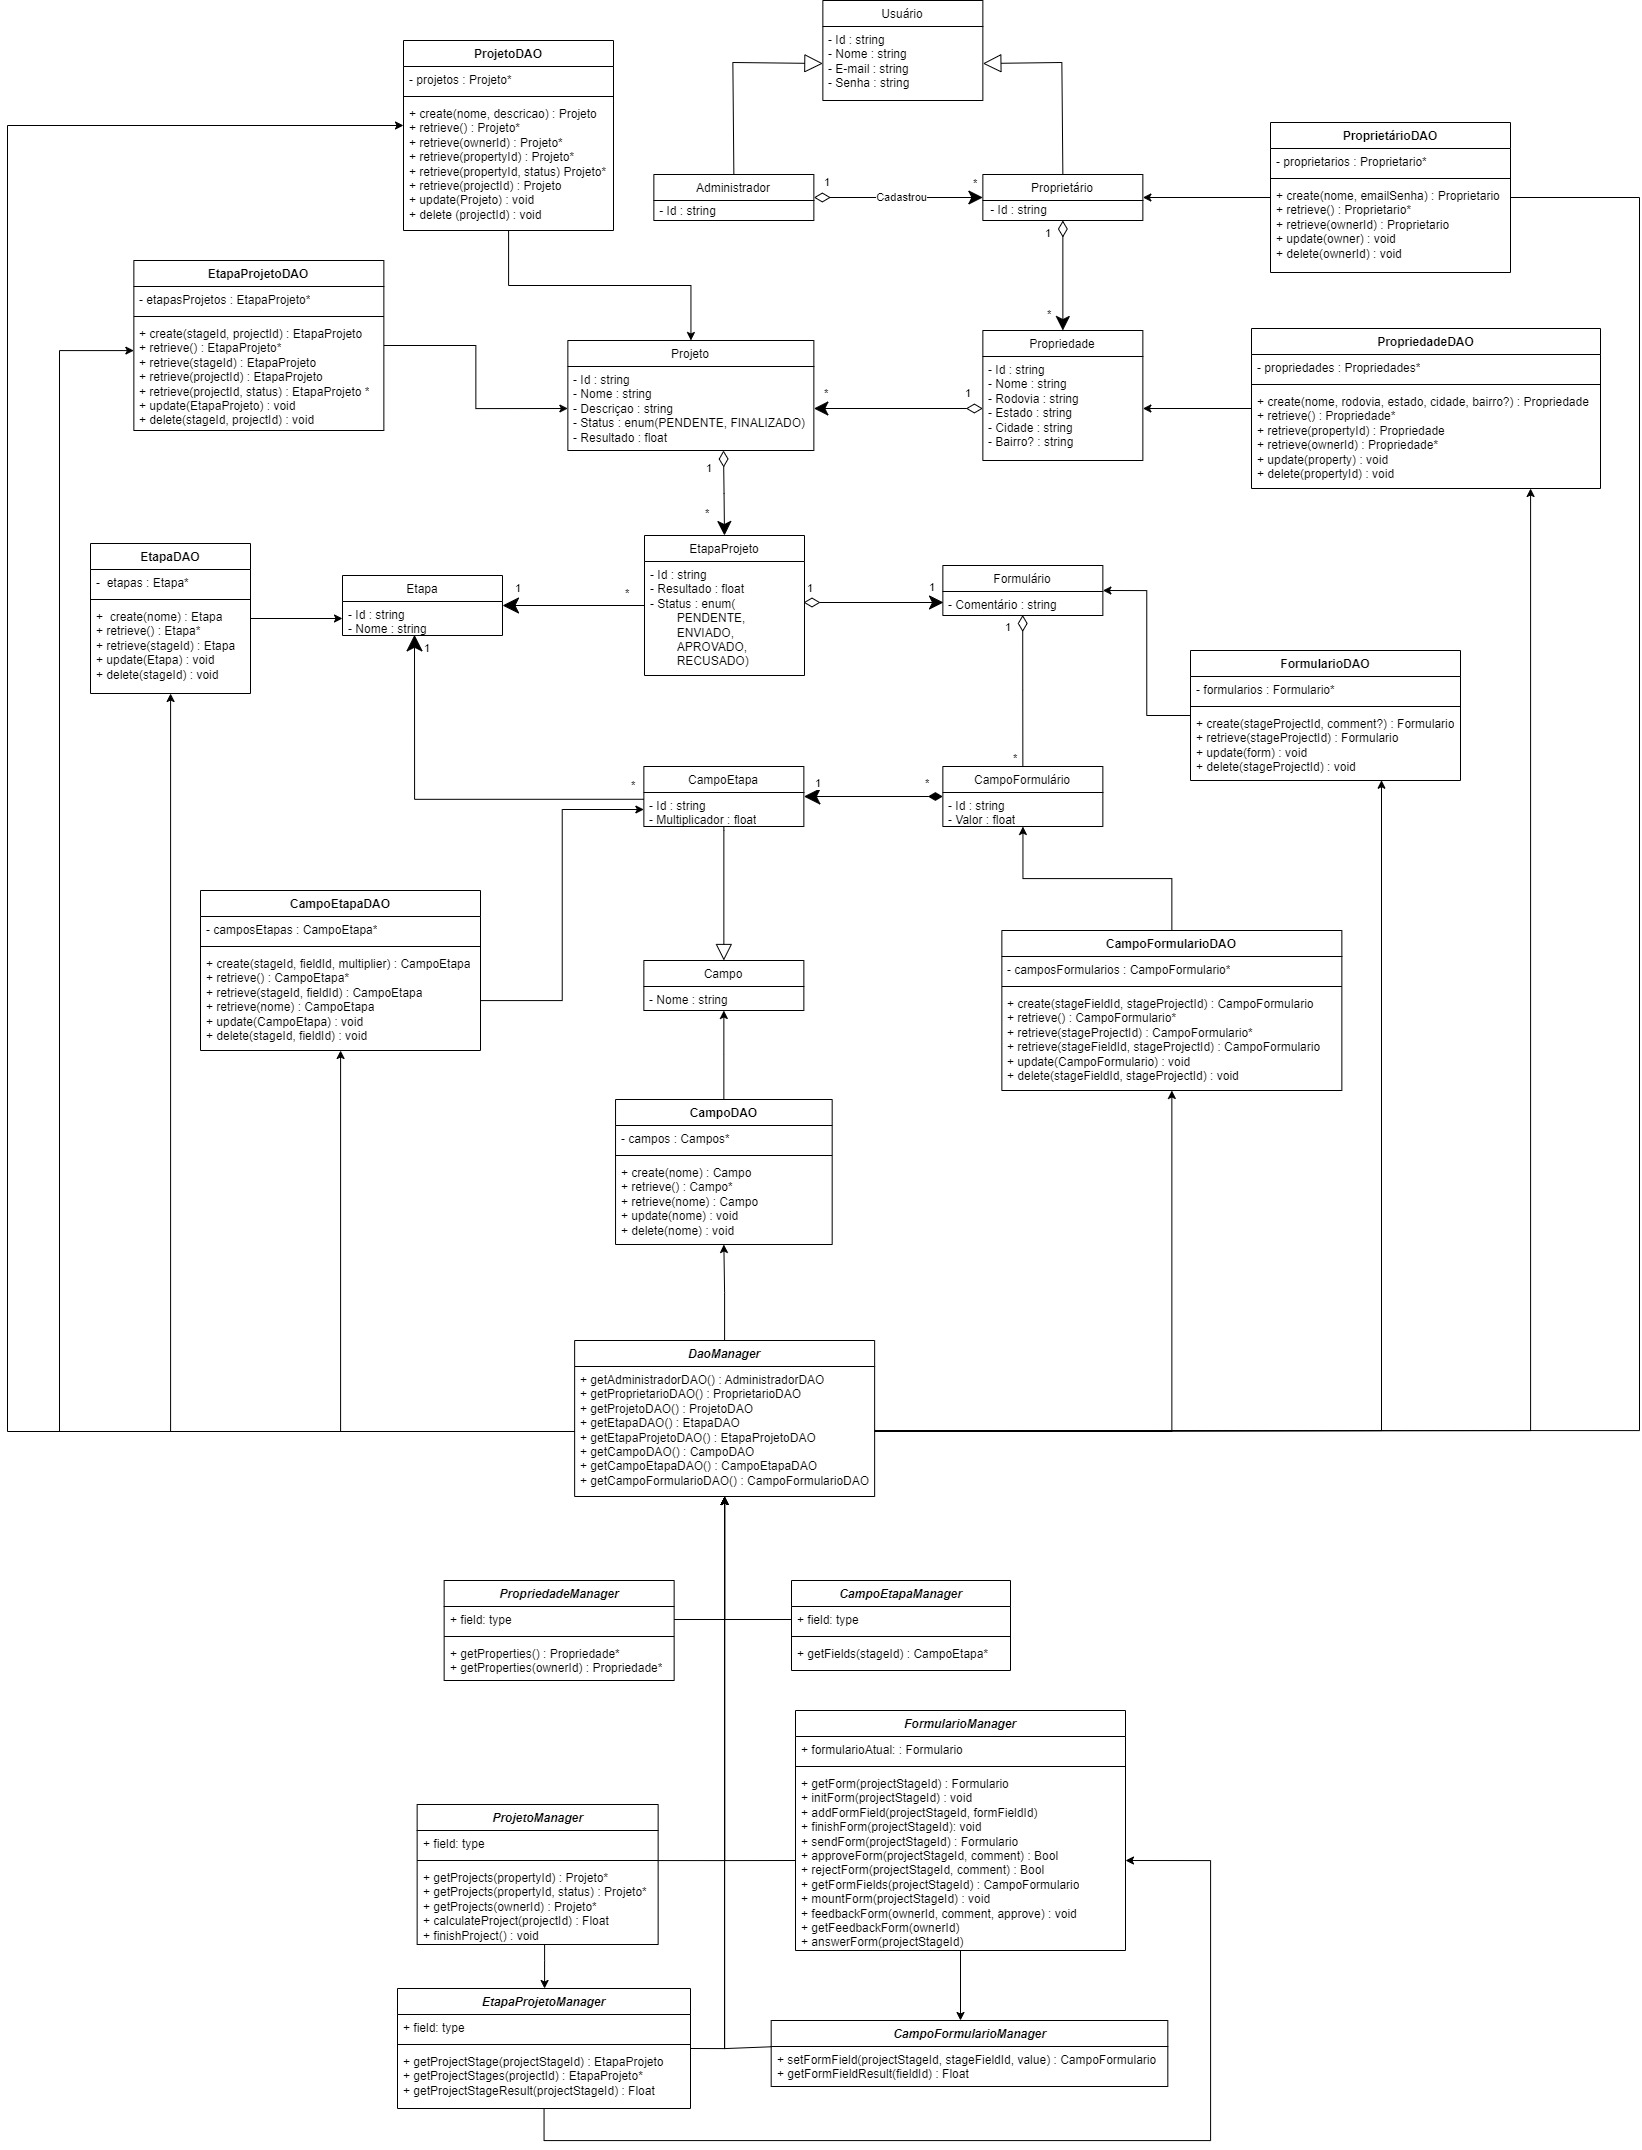 Usuário
- Id : string
- Nome : string
- E-mail : string
- Senha : string
ProjetoDAO
- projetos : Projeto*
+ create(nome, descricao) : Projeto
+ retrieve() : Projeto*
+ retrieve(ownerId) : Projeto*
+ retrieve(propertyId) : Projeto*
+ retrieve(propertyId, status) Projeto*
+ retrieve(projectId) : Projeto
+ update(Projeto) : void
+ delete (projectId) : void
Administrador
- Id : string
1
Cadastrou
*
Proprietário
- Id : string
1
*
ProprietárioDAO
- proprietarios : Proprietario*
+ create(nome, emailSenha) : Proprietario
+ retrieve() : Proprietario*
+ retrieve(ownerId) : Proprietario
+ update(owner) : void
+ delete(ownerId) : void
EtapaProjetoDAO
- etapasProjetos : EtapaProjeto*
+ create(stageId, projectId) : EtapaProjeto
+ retrieve() : EtapaProjeto*
+ retrieve(stageId) : EtapaProjeto
+ retrieve(projectId) : EtapaProjeto
+ retrieve(projectId, status) : EtapaProjeto *
+ update(EtapaProjeto) : void
+ delete(stageId, projectId) : void
Projeto
- Id : string
- Nome : string
- Descriçao : string
- Status : enum(PENDENTE, FINALIZADO)
- Resultado : float
*
1
Propriedade
- Id : string
- Nome : string
- Rodovia : string
- Estado : string
- Cidade : string
- Bairro? : string
PropriedadeDAO
- propriedades : Propriedades*
+ create(nome, rodovia, estado, cidade, bairro?) : Propriedade
+ retrieve() : Propriedade*
+ retrieve(propertyId) : Propriedade
+ retrieve(ownerId) : Propriedade*
+ update(property) : void
+ delete(propertyId) : void
1
*
EtapaDAO
- etapas : Etapa*
+ create(nome) : Etapa
+ retrieve() : Etapa*
+ retrieve(stageId) : Etapa
+ update(Etapa) : void
+ delete(stageId) : void
Etapa
- Id : string
- Nome : string
1
*
1
EtapaProjeto
- Id : string
- Resultado : float
- Status : enum(
PENDENTE,
ENVIADO,
APROVADO,
RECUSADO)
1
1
Formulário
- Comentário : string
1
*
FormularioDAO
- formularios : Formulario*
+ create(stageProjectId, comment?) : Formulario
+ retrieve(stageProjectId) : Formulario
+ update(form) : void
+ delete(stageProjectId) : void
*
CampoEtapa
- Id : string
- Multiplicador : float
1
*
CampoFormulário
- Id : string
- Valor : float
CampoEtapaDAO
- camposEtapas : CampoEtapa*
+ create(stageId, fieldId, multiplier) : CampoEtapa
+ retrieve() : CampoEtapa*
+ retrieve(stageId, fieldId) : CampoEtapa
+ retrieve(nome) : CampoEtapa
+ update(CampoEtapa) : void
+ delete(stageId, fieldId) : void
Campo
- Nome : string
CampoFormularioDAO
- camposFormularios : CampoFormulario*
+ create(stageFieldId, stageProjectId) : CampoFormulario
+ retrieve() : CampoFormulario*
+ retrieve(stageProjectId) : CampoFormulario*
+ retrieve(stageFieldId, stageProjectId) : CampoFormulario
+ update(CampoFormulario) : void
+ delete(stageFieldId, stageProjectId) : void
CampoDAO
- campos : Campos*
+ create(nome) : Campo
+ retrieve() : Campo*
+ retrieve(nome) : Campo
+ update(nome) : void
+ delete(nome) : void
DaoManager
+ getAdministradorDAO() : AdministradorDAO
+ getProprietarioDAO() : ProprietarioDAO
+ getProjetoDAO() : ProjetoDAO
+ getEtapaDAO() : EtapaDAO
+ getEtapaProjetoDAO() : EtapaProjetoDAO
+ getCampoDAO() : CampoDAO
+ getCampoEtapaDAO() : CampoEtapaDAO
+ getCampoFormularioDAO() : CampoFormularioDAO
PropriedadeManager
+ field: type
+ getProperties() : Propriedade*
+ getProperties(ownerId) : Propriedade*
CampoEtapaManager
+ field: type
+ getFields(stageId) : CampoEtapa*
FormularioManager
+ formularioAtual: : Formulario
+ getForm(projectStageId) : Formulario
+ initForm(projectStageId) : void
+ addFormField(projectStageId, formFieldId)
+ finishForm(projectStageId): void
+ sendForm(projectStageId) : Formulario
+ approveForm(projectStageId, comment) : Bool
+ rejectForm(projectStageId, comment) : Bool
+ getFormFields(projectStageId) : CampoFormulario
+ mountForm(projectStageId) : void
+ feedbackForm(ownerId, comment, approve) : void
+ getFeedbackForm(ownerId)
+ answerForm(projectStageId)
ProjetoManager
+ field: type
+ getProjects(propertyId) : Projeto*
+ getProjects(propertyId, status) : Projeto*
+ getProjects(ownerId) : Projeto*
+ calculateProject(projectId) : Float
+ finishProject() : void
EtapaProjetoManager
+ field: type
+ getProjectStage(projectStageId) : EtapaProjeto
+ getProjectStages(projectId) : EtapaProjeto*
+ getProjectStageResult(projectStageId) : Float
CampoFormularioManager
+ setFormField(projectStageId, stageFieldId, value) : CampoFormulario
+ getFormFieldResult(fieldId) : Float